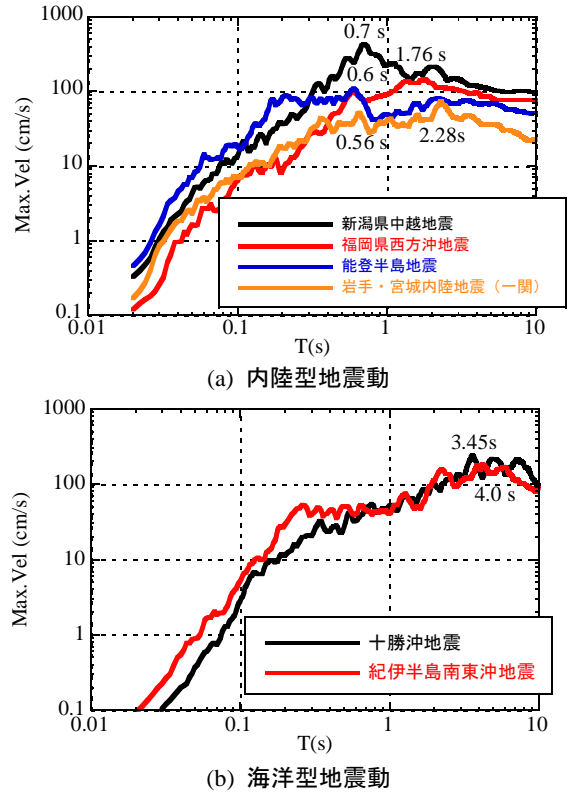 1000
100
10
1
0.1
Max.Vel (cm/s)
0.7 s
1.76 s
0.6 s
0.56 s
2.28s
新潟県中越地震
福岡県西方沖地震
能登半島地震
岩手・宮城内陸地震（一関）
0.01 0.1 1 10
T(s)
(a) 内陸型地震動
1000
100
10
1
0.1
Max.Vel (cm/s)
3.45s
4.0 s
十勝沖地震
紀伊半島南東沖地震
0.01 0.1 1 10
T(s)
(b) 海洋型地震動